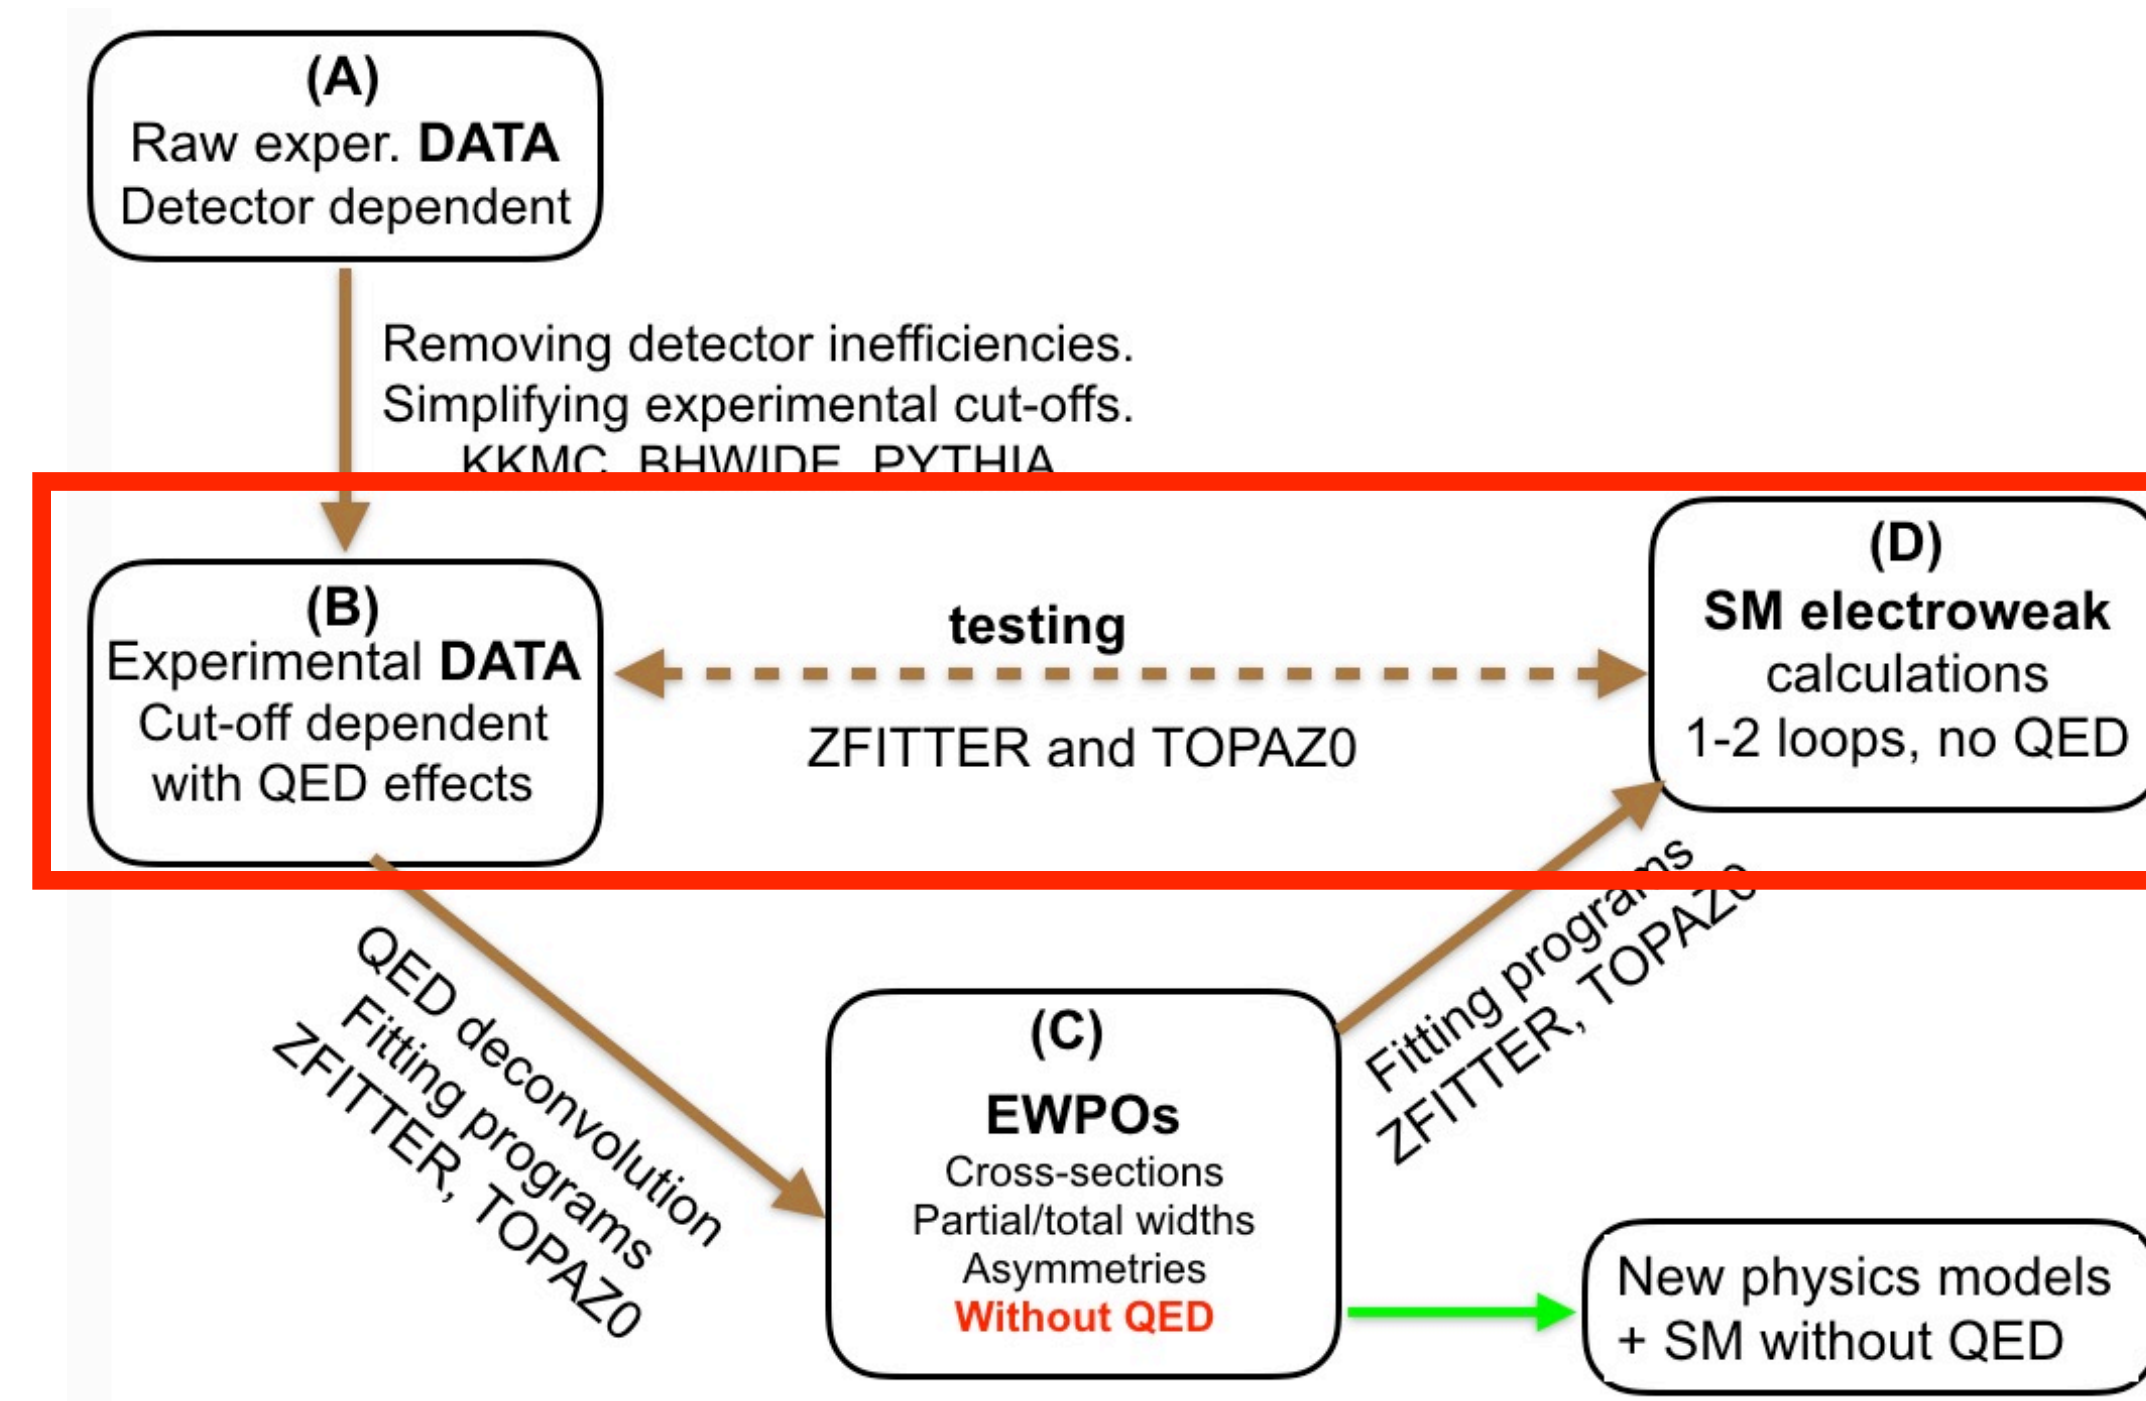 (A)
Raw exper. DATA
Detector dependent
Removing detector inefficiencies.
Simplifying experimental cut-offs.
KKMC, BHWIDE, PYTHIA
(B)
Experimental DATA
Cut-off dependent
with QED effects
testing
ZFITTER and TOPAZ0
(D)
SM electroweak
calculations
1-2 loops, no QED
QED deconvolution
Fitting programs
ZFITTER, TOPAZ0
(C)
EWPOs
Cross-sections
Partial/total widths
Asymmetries
Without QED
Fitting programs
ZFITTER, TOPAZ0
New physics models
+ SM without QED